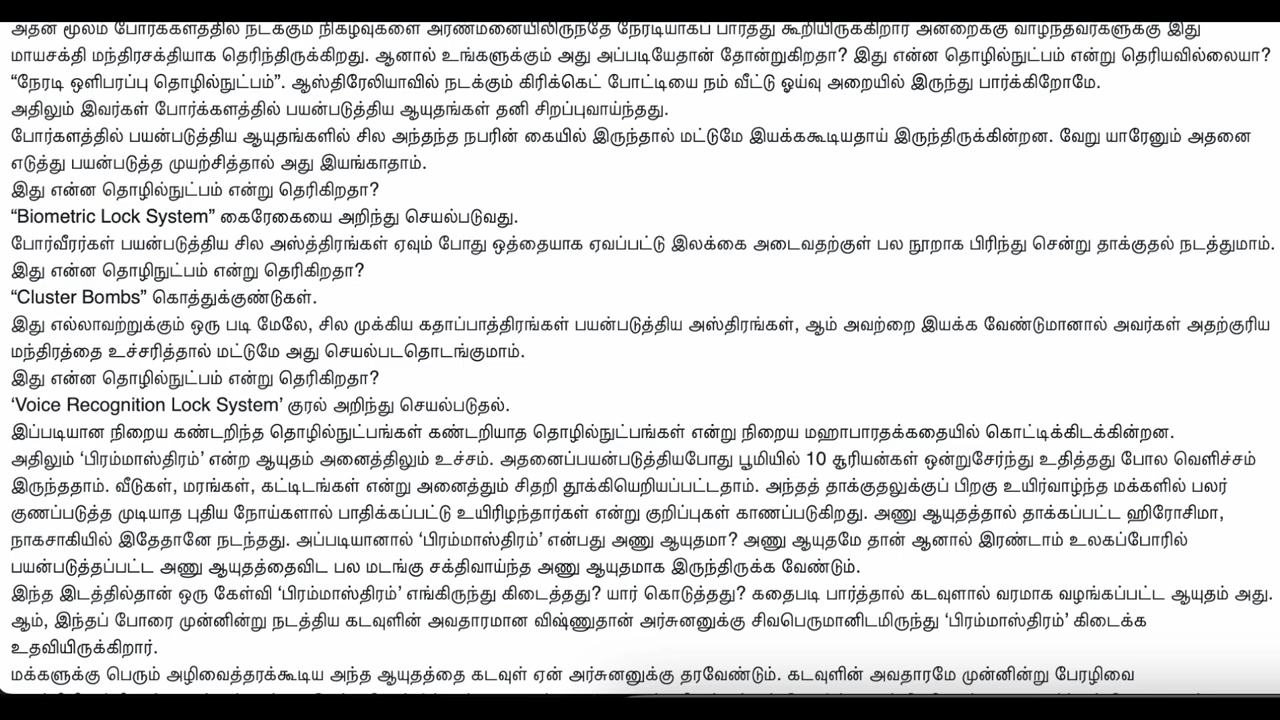 அதன் மூலம் போர்க்களத்தில் நடக்கும் நிகழ்வுகளை அரண்மனையிலிருந்தே நேரடியாகப் பார்த்து கூறியிருக்கிறார் அன்றைக்கு வாழ்ந்தவர்களுக்கு இது
மாயசக்தி மந்திரசக்தியாக தெரிந்திருக்கிறது. ஆனால் உங்களுக்கும் அது அப்படியேதான் தோன்றுகிறதா? இது என்ன தொழில்நுட்பம் என்று தெரியவில்லையா?
“நேரடி ஒளிபரப்பு தொழில்நுட்பம்”. ஆஸ்திரேலியாவில் நடக்கும் கிரிக்கெட் போட்டியை நம் வீட்டு ஓய்வு அறையில் இருந்து பார்க்கிறோமே.
அதிலும் இவர்கள் போர்க்களத்தில் பயன்படுத்திய ஆயுதங்கள் தனி சிறப்புவாய்ந்தது.
போர்களத்தில் பயன்படுத்திய ஆயுதங்களில் சில அந்தந்த நபரின் கையில் இருந்தால் மட்டுமே இயக்ககூடியதாய் இருந்திருக்கின்றன. வேறு யாரேனும் அதனை
எடுத்து பயன்படுத்த முயற்சித்தால் அது இயங்காதாம்.
இது என்ன தொழில்நுட்பம் என்று தெரிகிறதா?
“Biometric Lock System” கைரேகையை அறிந்து செயல்படுவது.
போர்வீரர்கள் பயன்படுத்திய சில அஸ்த்திரங்கள் ஏவும் போது ஒத்தையாக ஏவப்பட்டு இலக்கை அடைவதற்குள் பல நூறாக பிரிந்து சென்று தாக்குதல் நடத்துமாம்.
இது என்ன தொழிநுட்பம் என்று தெரிகிறதா?
“Cluster Bombs” கொத்துக்குண்டுகள்.
இது எல்லாவற்றுக்கும் ஒரு படி மேலே, சில முக்கிய கதாப்பாத்திரங்கள் பயன்படுத்திய அஸ்திரங்கள், ஆம் அவற்றை இயக்க வேண்டுமானால் அவர்கள் அதற்குரிய
மந்திரத்தை உச்சரித்தால் மட்டுமே அது செயல்படதொடங்குமாம்.
இது என்ன தொழில்நுட்பம் என்று தெரிகிறதா?
‘Voice Recognition Lock System’ குரல் அறிந்து செயல்படுதல்.
இப்படியான நிறைய கண்டறிந்த தொழில்நுட்பங்கள் கண்டறியாத தொழில்நுட்பங்கள் என்று நிறைய மஹாபாரதக்கதையில் கொட்டிக்கிடக்கின்றன.
அதிலும் ‘பிரம்மாஸ்திரம்’ என்ற ஆயுதம் அனைத்திலும் உச்சம். அதனைப்பயன்படுத்தியபோது பூமியில் 10 சூரியன்கள் ஒன்றுசேர்ந்து உதித்தது போல வெளிச்சம்
இருந்ததாம். வீடுகள், மரங்கள், கட்டிடங்கள் என்று அனைத்தும் சிதறி தூக்கியெறியப்பட்டதாம். அந்தத் தாக்குதலுக்குப் பிறகு உயிர்வாழ்ந்த மக்களில் பலர்
குணப்படுத்த முடியாத புதிய நோய்களால் பாதிக்கப்பட்டு உயிரிழந்தார்கள் என்று குறிப்புகள் காணப்படுகிறது. அணு ஆயுதத்தால் தாக்கப்பட்ட ஹிரோசிமா,
நாகசாகியில் இதேதானே நடந்தது. அப்படியானால் ‘பிரம்மாஸ்திரம்’ என்பது அணு ஆயுதமா? அணு ஆயுதமே தான் ஆனால் இரண்டாம் உலகப்போரில்
பயன்படுத்தப்பட்ட அணு ஆயுதத்தைவிட பல மடங்கு சக்திவாய்ந்த அணு ஆயுதமாக இருந்திருக்க வேண்டும்.
இந்த இடத்தில்தான் ஒரு கேள்வி ‘பிரம்மாஸ்திரம்’ எங்கிருந்து கிடைத்தது? யார் கொடுத்தது? கதைபடி பார்த்தால் கடவுளால் வரமாக வழங்கப்பட்ட ஆயுதம் அது.
ஆம், இந்தப் போரை முன்னின்று நடத்திய கடவுளின் அவதாரமான விஷ்ணுதான் அர்சுனனுக்கு சிவபெருமானிடமிருந்து ‘பிரம்மாஸ்திரம்’ கிடைக்க
உதவியிருக்கிறார்.
மக்களுக்கு பெரும் அழிவைத்தரக்கூடிய அந்த ஆயுதத்தை கடவுள் ஏன் அர்சுனனுக்கு தரவேண்டும். கடவுளின் அவதாரமே முன்னின்று பேரழிவை